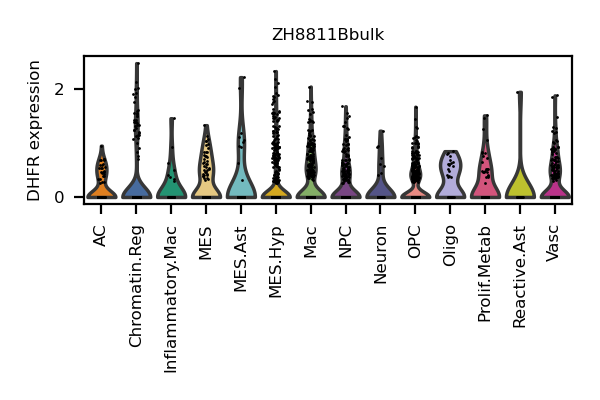 ZH8811Bbulk
DHFR expression
2
0
AC
Chromatin.Reg
Inflammatory.Mac
MES
MES.Ast
MES.Hyp
Mac
NPC
Neuron
OPC
Oligo
Prolif.Metab
Reactive.Ast
Vasc